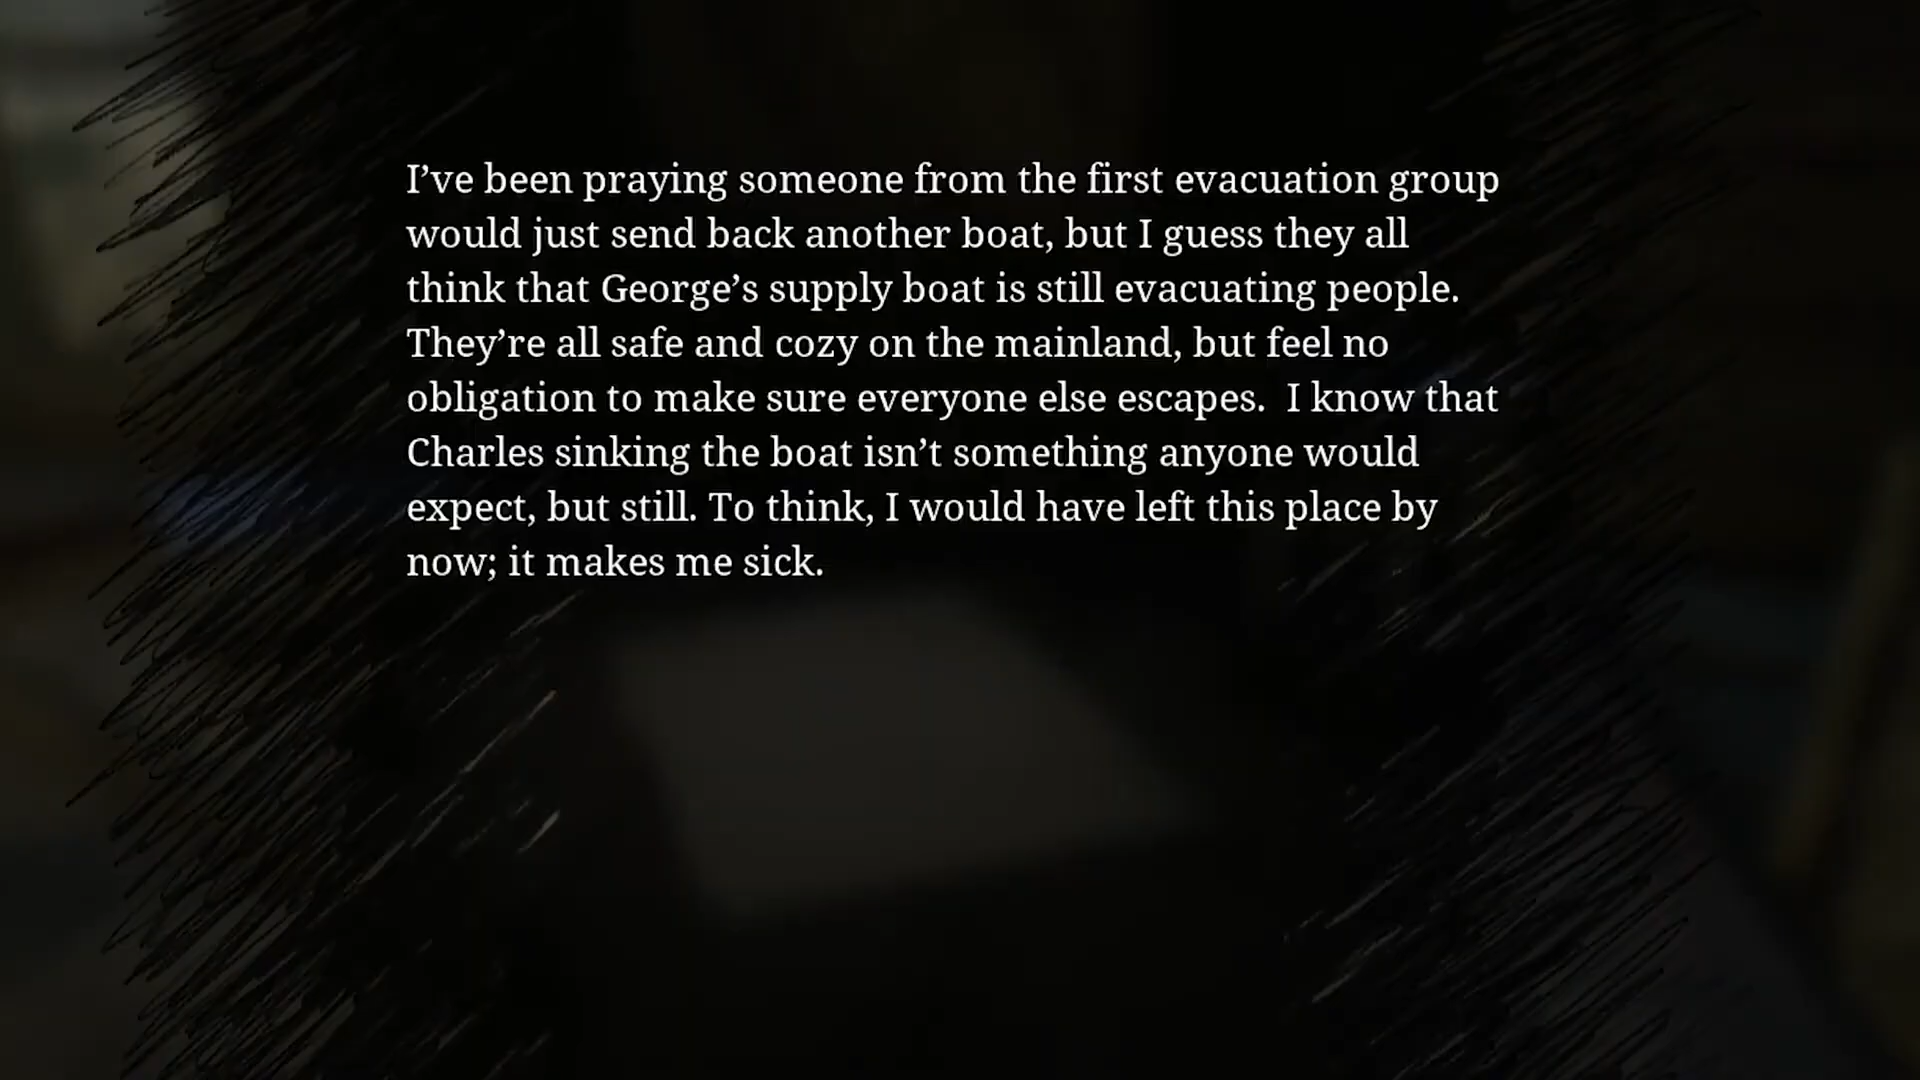 I’ve been praying someone from the first evacuation group
would just send back another boat, but I guess they all
think that George’s supply boat is still evacuating people.
They’re all safe and cozy on the mainland, but feel no
obligation to make sure everyone else escapes.  I know that
Charles sinking the boat isn’t something anyone would
expect, but still. To think, I would have left this place by
now; it makes me sick.